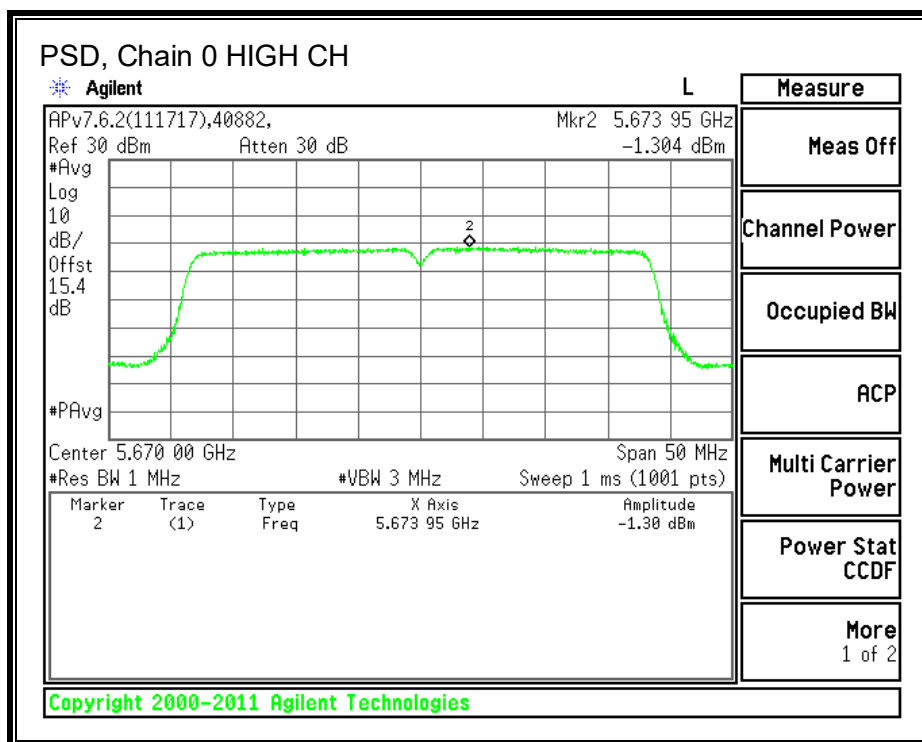 PSD, Chain 0 HIGH CH
Agilent
L
APv7.6.2(111717),40882,
Mkr2 5.673 95 GHz
Ref 30 dBm
Atten 30 dB
-1.304 dBm
#Avg
Log
10
dB/
Offst
15.4
dB
2
#PAvg
Center 5.670 00 GHz
Span 50 MHz
#Res BW 1 MHz
#VBW 3 MHz
Sweep 1 ms (1001 pts)
Marker Trace Type X Axis Amplitude
2 (1) Freq 5.673 95 GHz -1.30 dBm
Measure
Meas Off
Channel Power
Occupied BW
ACP
Multi Carrier
Power
Power Stat
CCDF
More
1 of 2
Copyright 2000-2011 Agilent Technologies